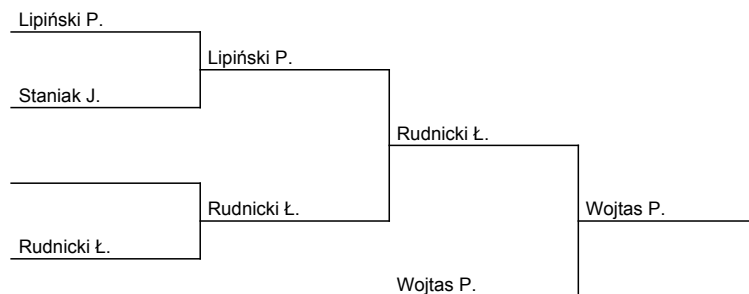 Lipiński P.
Lipiński P.
Staniak J.
Rudnicki Ł.
Rudnicki Ł.
Wojtas P.
Rudnicki Ł.
Wojtas P.